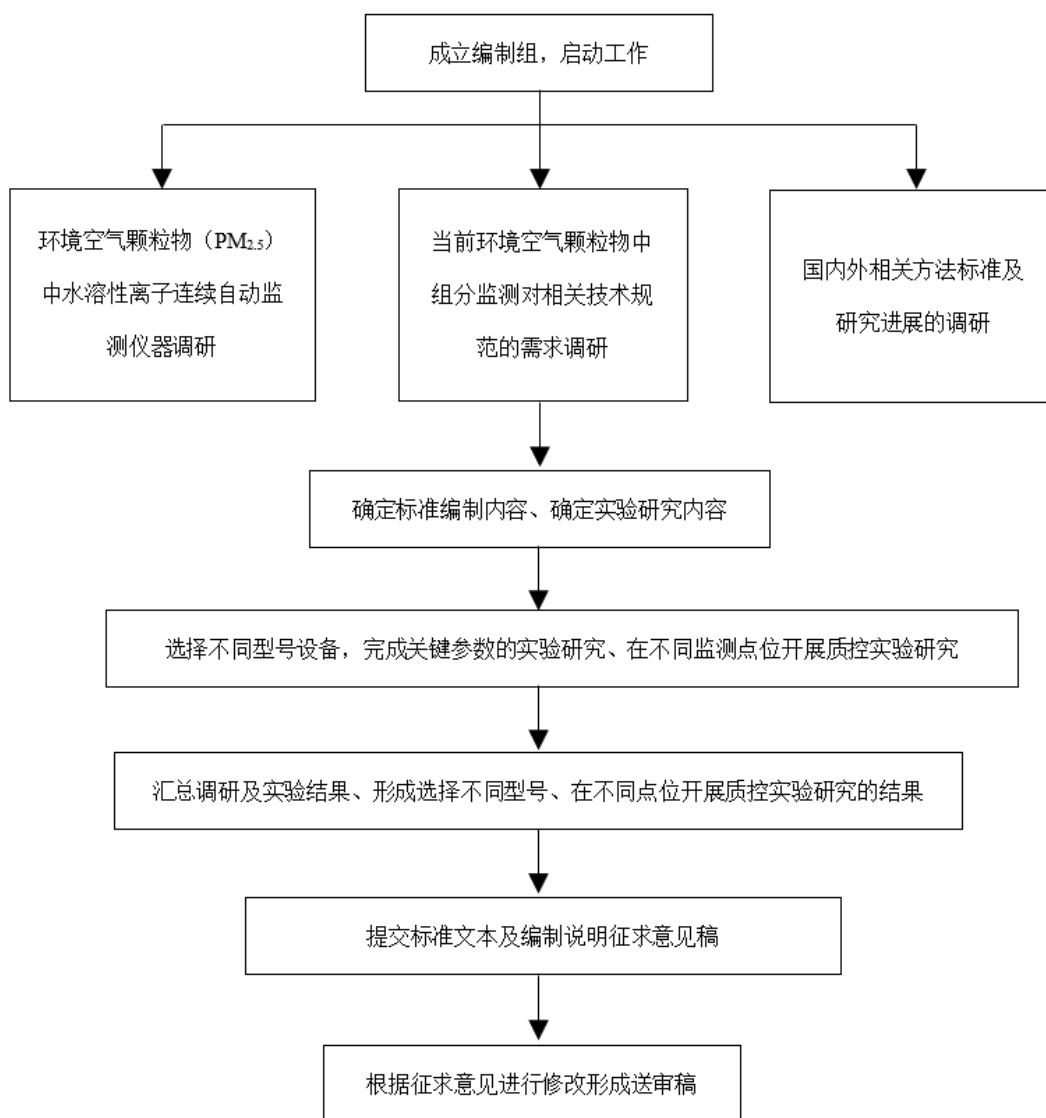 成立编制组，启动工作
环境空气颗粒物（PM2.5）
中水溶性离子连续自动监
测仪器调研
当前环境空气颗粒物中
组分监测对相关技术规
范的需求调研
国内外相关方法标准及
研究进展的调研
确定标准编制内容、确定实验研究内容
选择不同型号设备，完成关键参数的实验研究、在不同监测点位开展质控实验研究
汇总调研及实验结果、形成选择不同型号、在不同点位开展质控实验研究的结果
提交标准文本及编制说明征求意见稿
根据征求意见进行修改形成送审稿